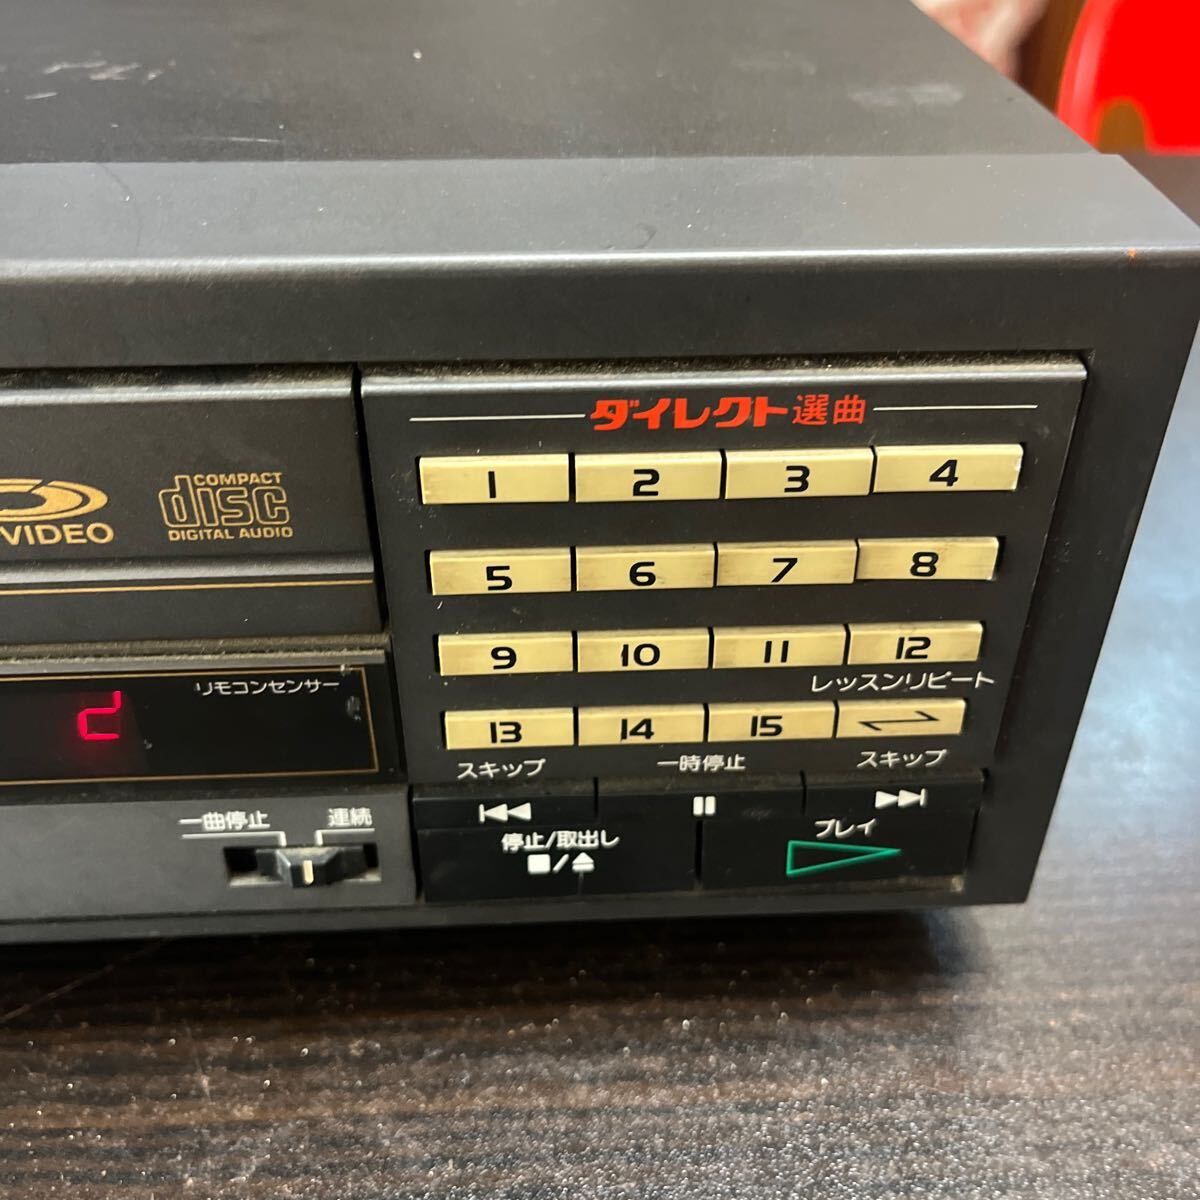 ダイレクト選曲
1 2 3 4
COMPACT
disc
DIGITAL AUDIO
VIDEO
5 6 7 8
9 10 11 12
レッスンリピート
リモコンセンサー
2
13 14 15
スキップ 一時停止 スキップ
一曲停止 連続
停止/取出し
プレイ